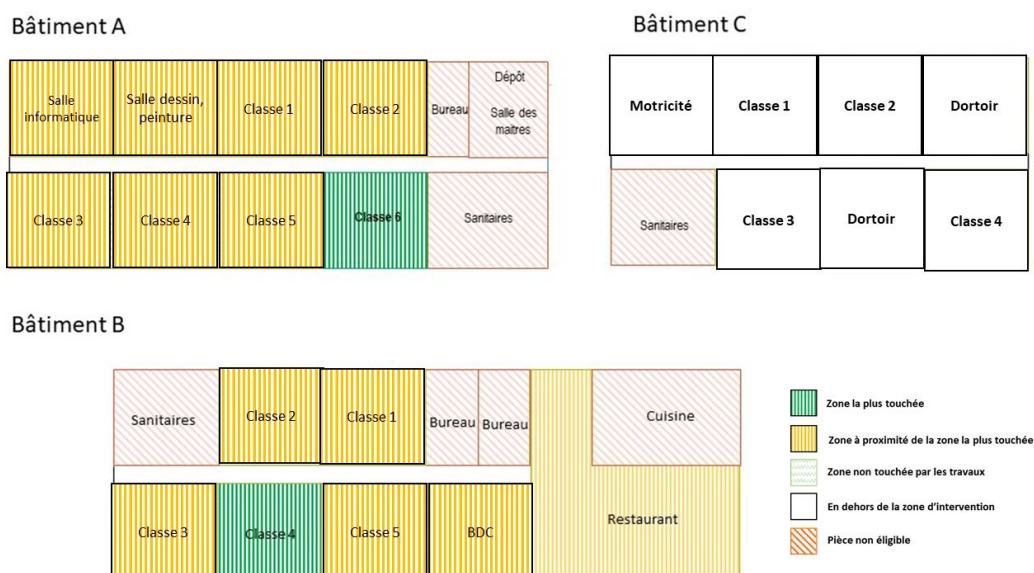 Bâtiment A
Bâtiment C
Salle
informatique
Salle dessin,
peinture
Classe 1
Classe 2
Bureau
Dépôt
Salle des
maitres
Motricité
Classe 1
Classe 2
Dortoir
Classe 3
Classe 4
Classe 5
Classe 6
Sanitaires
Sanitaires
Classe 3
Dortoir
Classe 4
Bâtiment B
Sanitaires
Classe 2
Classe 1
Bureau
Bureau
Cuisine
Classe 3
Classe 4
Classe 5
BDC
Restaurant
Zone la plus touchée
Zone à proximité de la zone la plus touchée
Zone non touchée par les travaux
En dehors de la zone d'intervention
Pièce non éligible